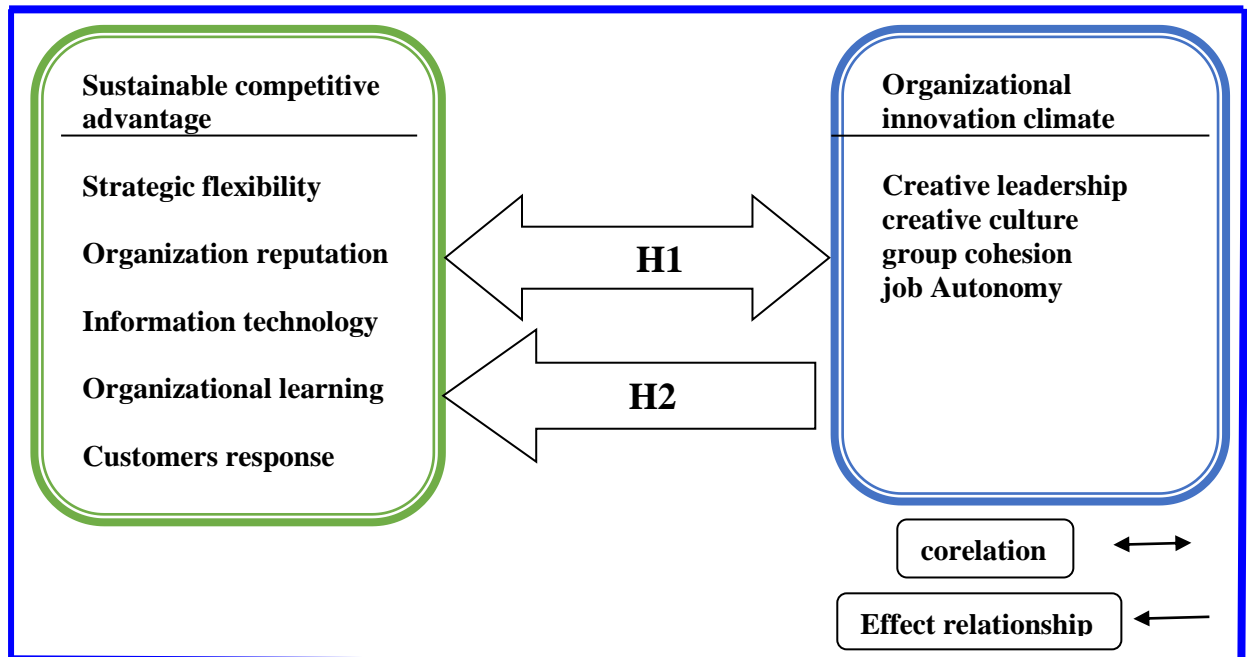 Sustainable competitive
advantage
Strategic flexibility
Organization reputation
Information technology
Organizational learning
Customers response
H1
H2
Organizational
innovation climate
Creative leadership
creative culture
group cohesion
job Autonomy
corelation
Effect relationship